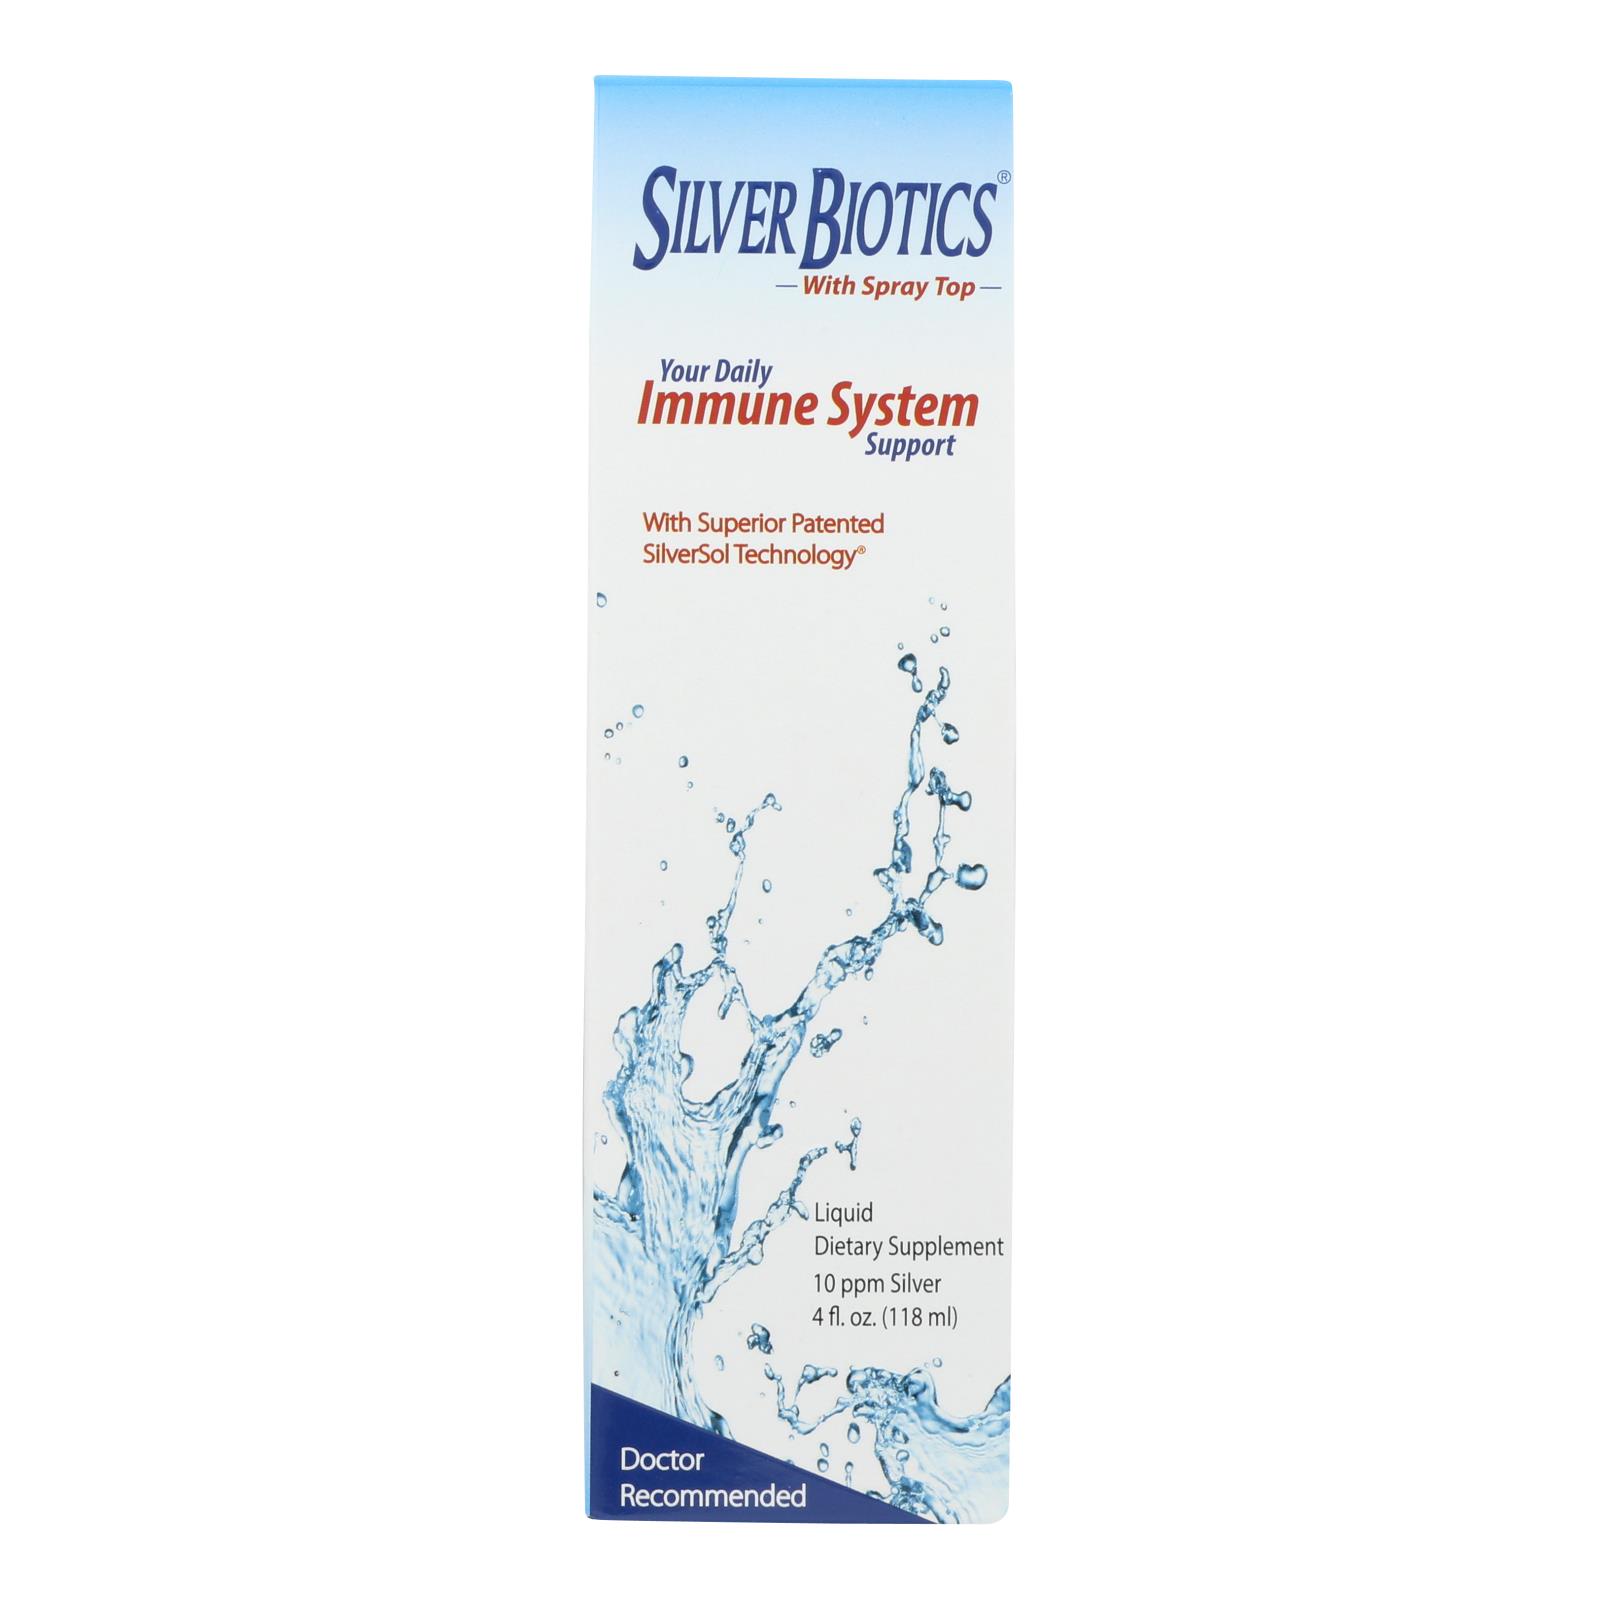 SILVER BIOTICS®
—With Spray Top—
Your Daily
Immune System
Support
With Superior Patented
SilverSol Technology®
Liquid
Dietary Supplement
10 ppm Silver
4 fl. oz. (118 ml)
Doctor
Recommended